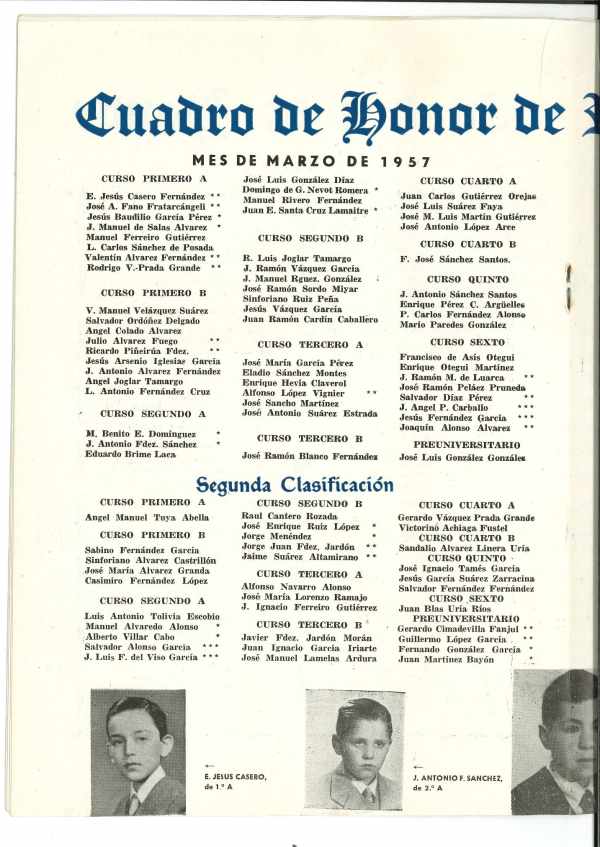 Cuadro de Honor de
MES DE MARZO DE 1957
CURSO PRIMERO A
E. Jesús Casero Fernández **
José A. Fano Fratarcángeli **
Jesús Baudilio García Pérez *
J. Manuel de Salas Alvarez *
Manuel Ferreiro Gutiérrez
L. Carlos Sánchez de Posada
Valentín Alvarez Fernández **
Rodrigo V.-Prada Grande **
CURSO PRIMERO B
V. Manuel Velázquez Suárez
Salvador Ordóñez Delgado
Angel Colado Alvarez
Julio Alvarez Fuego **
Ricardo Piñeirúa Fdez. **
Jesús Arsenio Iglesias Garcia
J. Antonio Alvarez Fernández
Angel Joglar Tamargo
L. Antonio Fernández Cruz
CURSO SEGUNDO A
M. Benito E. Dominguez *
J. Antonio Fdez. Sánchez *
Eduardo Brime Laca
José Luis González Díaz
Domingo de G. Nevot Romera *
Manuel Rivero Fernández
Juan E. Santa Cruz Lamaitre *
CURSO SEGUNDO B
R. Luis Joglar Tamargo
J. Ramón Vázquez Garcia
J. Manuel Rguez. González
José Ramón Sordo Miyar
Sinforiano Ruiz Peña
Jesús Vázquez García
Juan Ramón Cardín Caballero
CURSO TERCERO A
José María García Pérez
Eladio Sánchez Montes
Enrique Hevia Claverol
Alfonso López Vignier **
José Sancho Martínez
José Antonio Suárez Estrada
CURSO TERCERO B
José Ramón Blanco Fernández
CURSO CUARTO A
Juan Carlos Gutiérrez Orejas
José Luis Suárez Faya
José M. Luis Martín Gutiérrez
José Antonio López Arce
CURSO CUARTO B
F. José Sánchez Santos.
CURSO QUINTO
J. Antonio Sánchez Santos
Enrique Pérez C. Argüelles
P. Carlos Fernández Alonso
Mario Paredes González
CURSO SEXTO
Francisco de Asís Otegui
Enrique Otegui Martínez
J. Ramón M. de Luarca **
José Ramón Peláez Pruneda
Salvador Díaz Pérez **
J. Angel P. Carballo ***
Jesús Fernández Garcia ***
Joaquín Alonso Alvarez **
PREUNIVERSITARIO
José Luis González González
Segunda Clasificación
CURSO PRIMERO A
Angel Manuel Tuya Abella
CURSO PRIMERO B
Sabino Fernández Garcia
Sinforiano Alvarez Castrillón
José María Alvarez Granda
Casimiro Fernández López
CURSO SEGUNDO A
Luis Antonio Tolivia Escobio
Manuel Alvaredo Alonso *
Alberto Villar Cabo *
Salvador Alonso García ***
J. Luis F. del Viso García ***
CURSO SEGUNDO B
Raul Cantero Rozada
José Enrique Ruiz López *
Jorge Menéndez *
Jorge Juan Fdez. Jardón **
Jaime Suárez Altamirano **
CURSO TERCERO A
Alfonso Navarro Alonso
José María Lorenzo Ramajo
J. Ignacio Ferreiro Gutiérrez
CURSO TERCERO B
Javier Fdez. Jardón Morán
Juan Ignacio Garcia Iriarte
José Manuel Lamelas Ardura
CURSO CUARTO A
Gerardo Vázquez Prada Grande
Victorino Achiaga Fustel
CURSO CUARTO B
Sandalio Alvarez Linera Uría
CURSO QUINTO
José Ignacio Tamés Garcia
Jesús García Suárez Zarracina
Salvador Fernández Fernández
CURSO SEXTO
Juan Blas Uría Ríos
PREUNIVERSITARIO
Gerardo Cimadevilla Fanjul **
Guillermo López Garcia **
Fernando González Garcia *
Juan Martínez Bayón *
←
E. JESUS CASERO,
de 1.º A
←
J. ANTONIO F. SANCHEZ,
de 2.º A